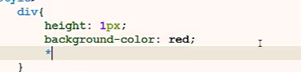 div{
height: 1px;
background-color: red;
*
}